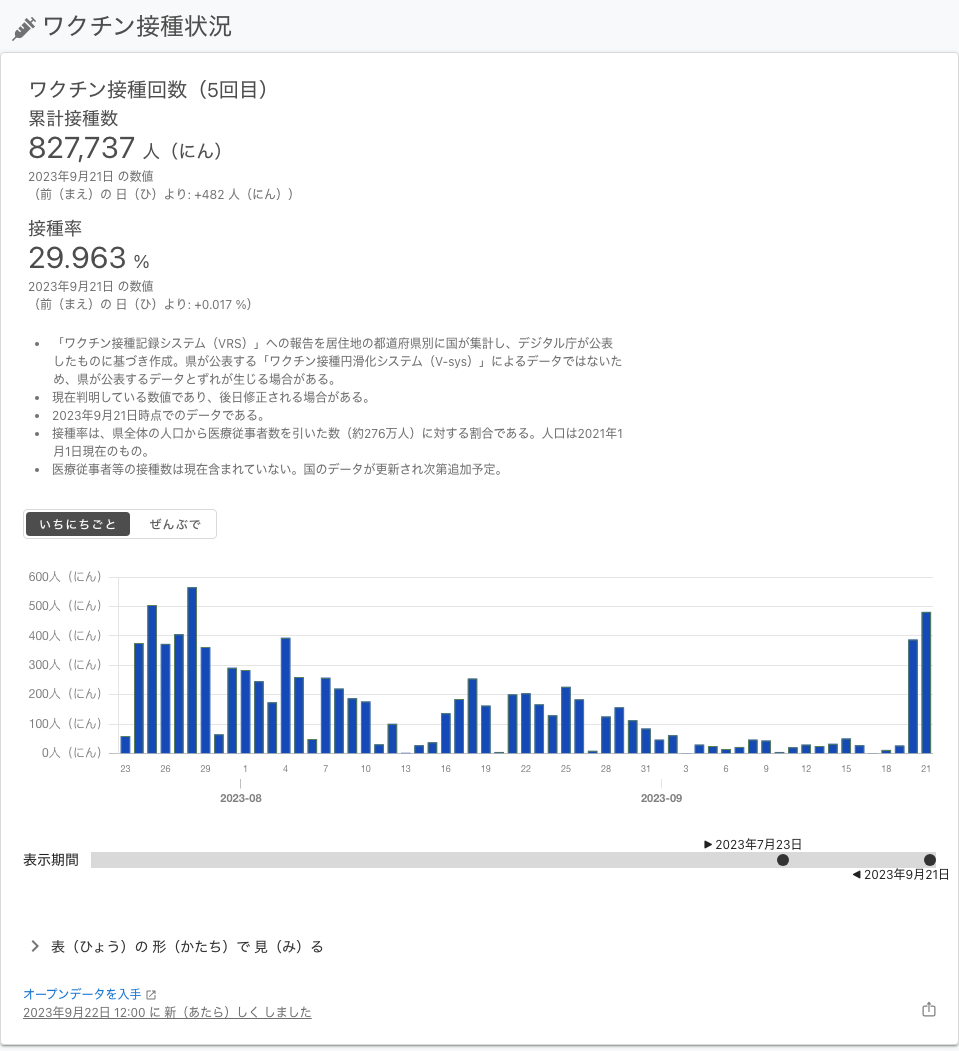 ワクチン接種状況
ワクチン接種回数（5回目）
累計接種数
827,737 人（にん）
2023年9月21日 の数値
（前（まえ）の 日（ひ）より: +482 人（にん））
接種率
29.963 %
2023年9月21日 の数値
（前（まえ）の 日（ひ）より: +0.017 %）
• 「ワクチン接種記録システム（VRS）」への報告を居住地の都道府県別に国が集計し、デジタル庁が公表
したものに基づき作成。県が公表する「ワクチン接種円滑化システム（V-sys）」によるデータではないた
め、県が公表するデータとずれが生じる場合がある。
• 現在判明している数値であり、後日修正される場合がある。
• 2023年9月21日時点でのデータである。
• 接種率は、県全体の人口から医療従事者数を引いた数（約276万人）に対する割合である。人口は2021年1
月1日現在のもの。
• 医療従事者等の接種数は現在含まれていない。国のデータが更新され次第追加予定。
いちにちごと ぜんぶで
600人（にん）
500人（にん）
400人（にん）
300人（にん）
200人（にん）
100人（にん）
0人（にん）
23 26 29 1 4 7 10 13 16 19 22 25 28 31 3 6 9 12 15 18 21
2023-08 2023-09
▶ 2023年7月23日
表示期間
◀ 2023年9月21日
表（ひょう）の 形（かたち）で 見（み）る
オープンデータを入手
2023年9月22日 12:00 に 新（あたら）しく しました